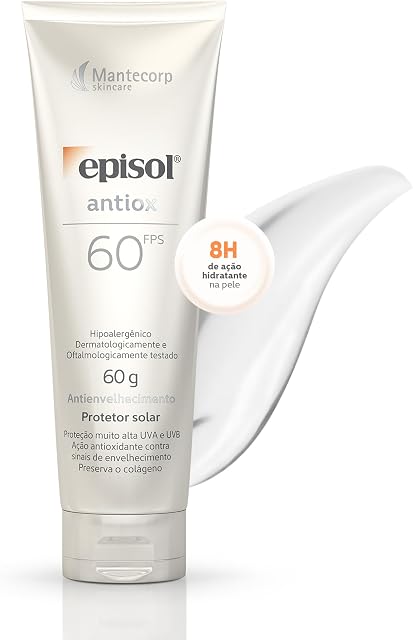 Mantecorp
skincare
episol®
antiox
60 FPS
8H
de ação
hidratante
na pele
Hipoalergênico
Dermatologicamente e
Oftalmologicamente testado
60 g
Antienvelhecimento
Protetor solar
Proteção muito alta UVA e UVB
Ação antioxidante contra
sinais de envelhecimento
Preserva o colágeno